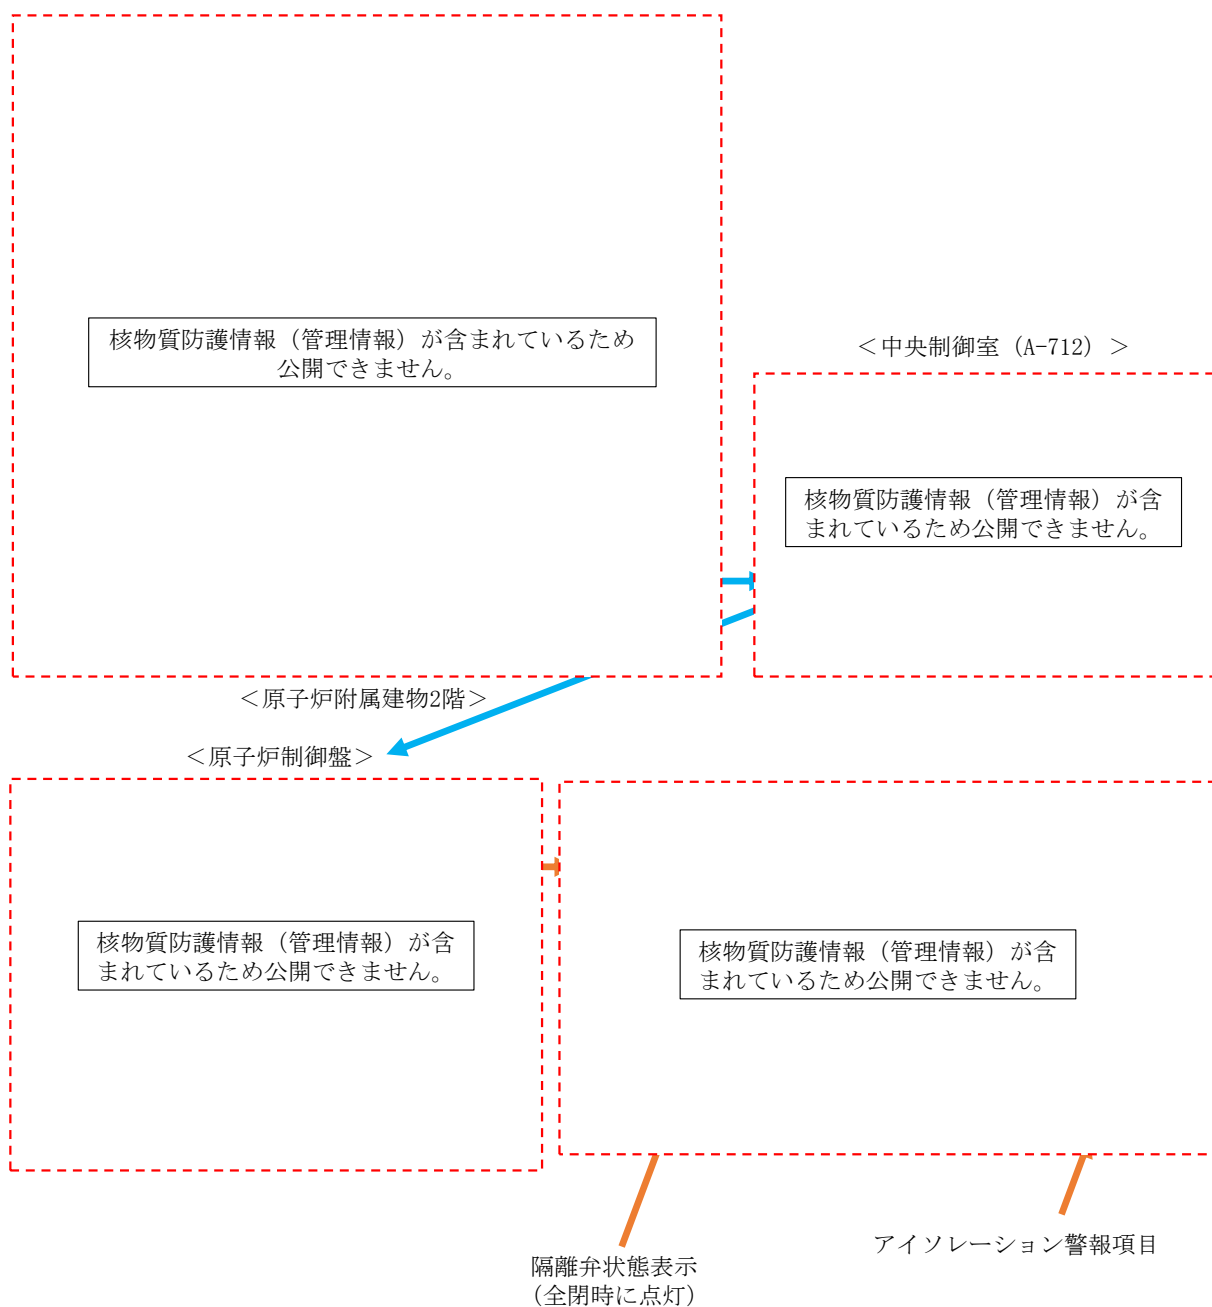 核物質防護情報（管理情報）が含まれているため
公開できません。
＜中央制御室（A-712）＞
核物質防護情報（管理情報）が含
まれているため公開できません。
＜原子炉附属建物2階＞
＜原子炉制御盤＞
核物質防護情報（管理情報）が含
まれているため公開できません。
核物質防護情報（管理情報）が含
まれているため公開できません。
隔離弁状態表示
（全閉時に点灯）
アイソレーション警報項目